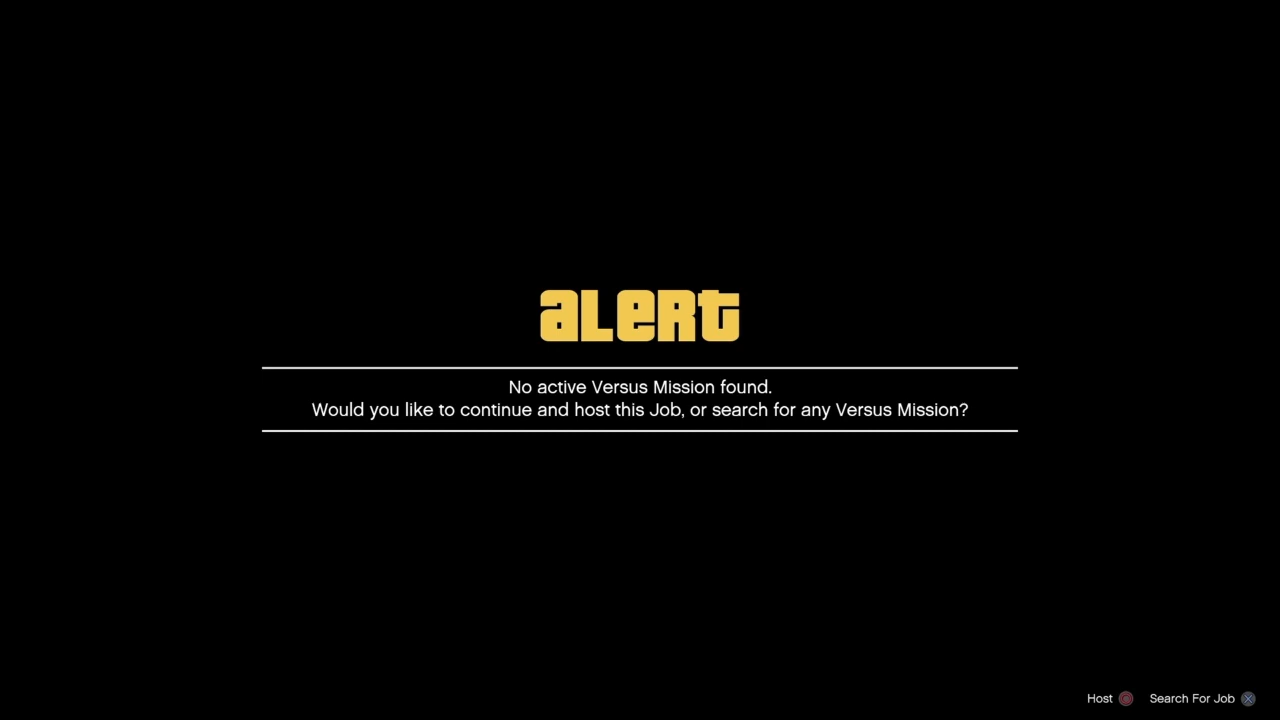 aLeRt
No active Versus Mission found.
Would you like to continue and host this Job, or search for any Versus Mission?
Host Search For Job